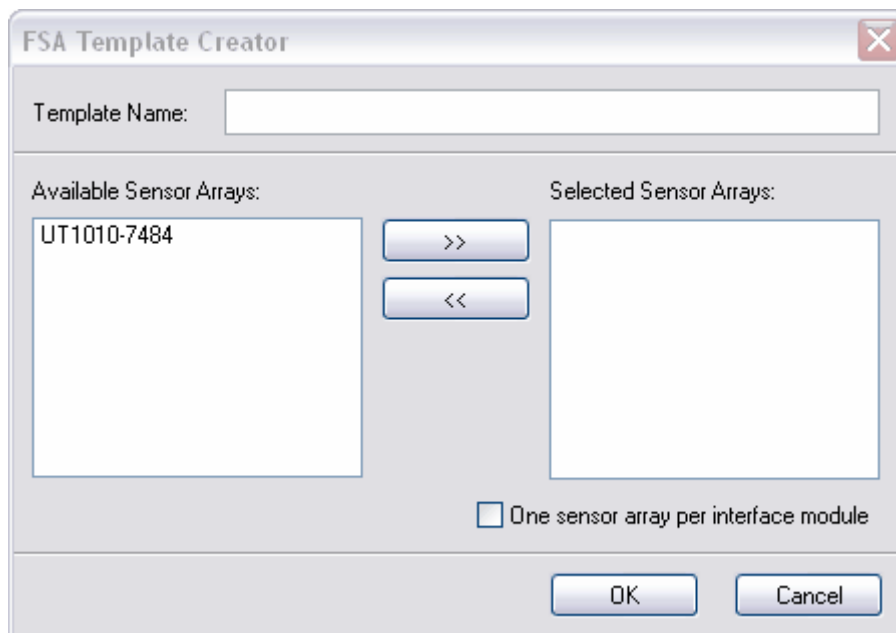 FSA Template Creator
Template Name:
Available Sensor Arrays:
Selected Sensor Arrays:
UT1010-7484
>>
<<
One sensor array per interface module
OK
Cancel